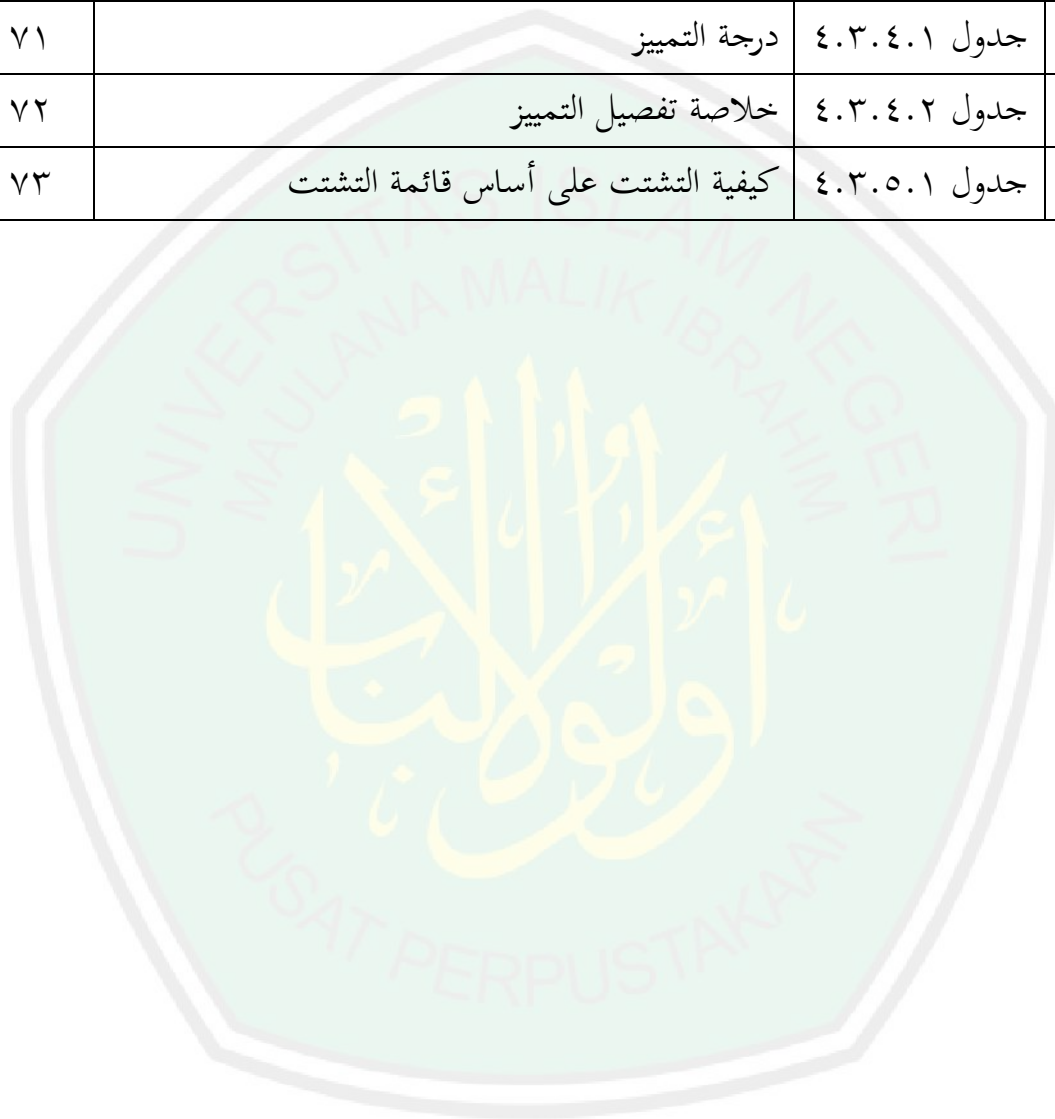 جدول ٤.٣.٤.١ درجة التمييز ٧١
جدول ٤.٣.٤.٢ خلاصة تفصيل التمييز ٧٢
جدول ٤.٣.٥.١ كيفية التشتت على أساس قائمة التشتت ٧٣
UNIVERSITAS ISLAM NEGERI
MAULANA MALIK IBRAHIM
أولوا الألباب
PUSAT PERPUSTAKAAN